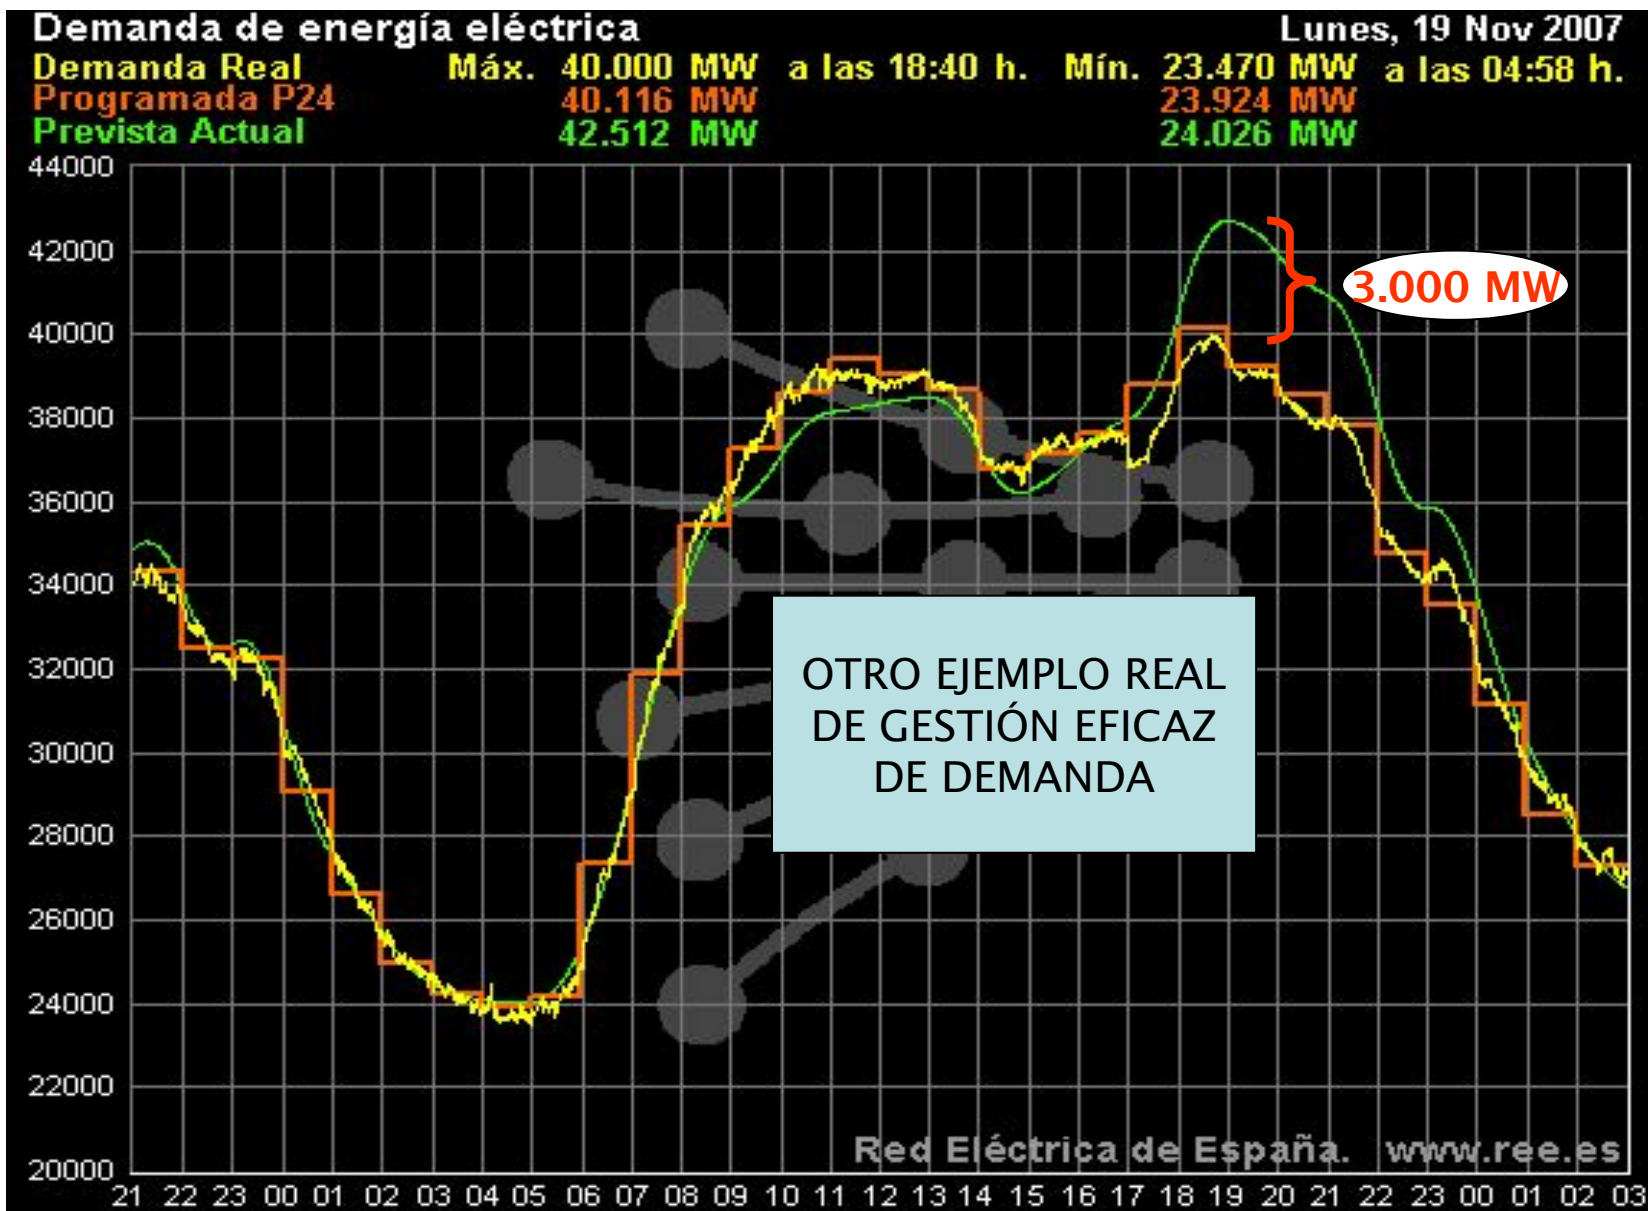 Demanda de energía eléctrica Lunes, 19 Nov 2007
Demanda Real Máx. 40.000 MW a las 18:40 h. Mín. 23.470 MW a las 04:58 h.
Programada P24 40.116 MW 23.924 MW
Prevista Actual 42.512 MW 24.026 MW
44000
42000
3.000 MW
40000
38000
36000
34000
32000
OTRO EJEMPLO REAL
DE GESTIÓN EFICAZ
DE DEMANDA
30000
28000
26000
24000
22000
Red Eléctrica de España. www.ree.es
20000
21 22 23 00 01 02 03 04 05 06 07 08 09 10 11 12 13 14 15 16 17 18 19 20 21 22 23 00 01 02 03